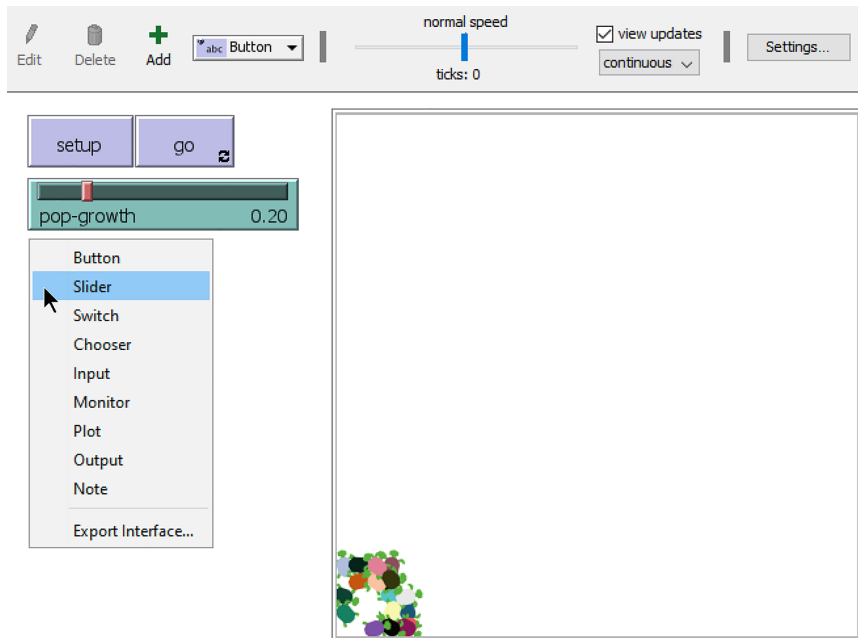 Edit
Delete
Add
abc Button
normal speed
ticks: 0
view updates
continuous
Settings...
setup
go
pop-growth 0.20
Button
Slider
Switch
Chooser
Input
Monitor
Plot
Output
Note
Export Interface...